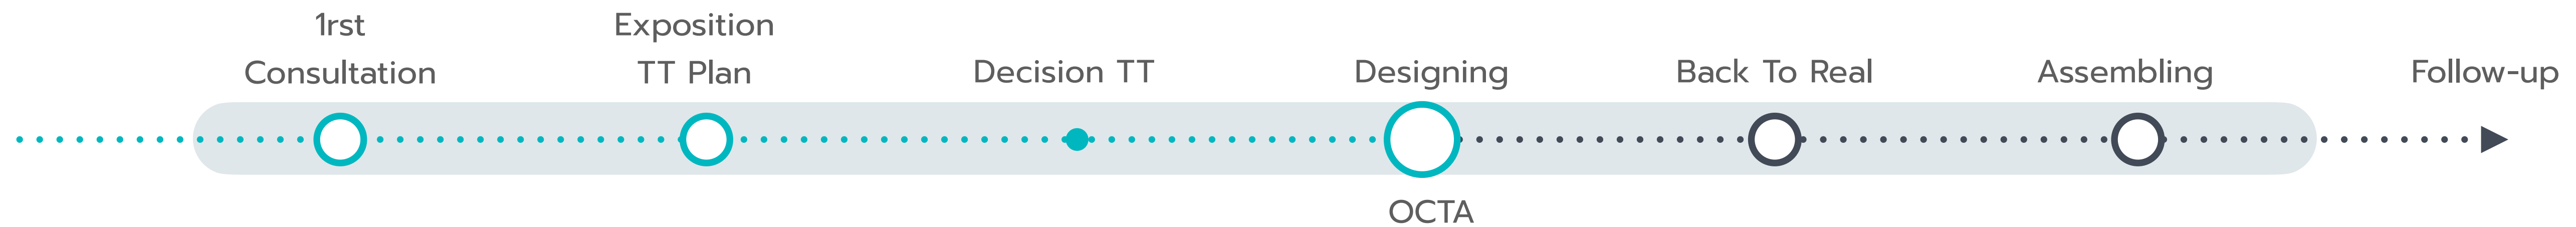 1rst
Consultation
Exposition
TT Plan
Decision TT
Designing
Back To Real
Assembling
Follow-up
OCTA